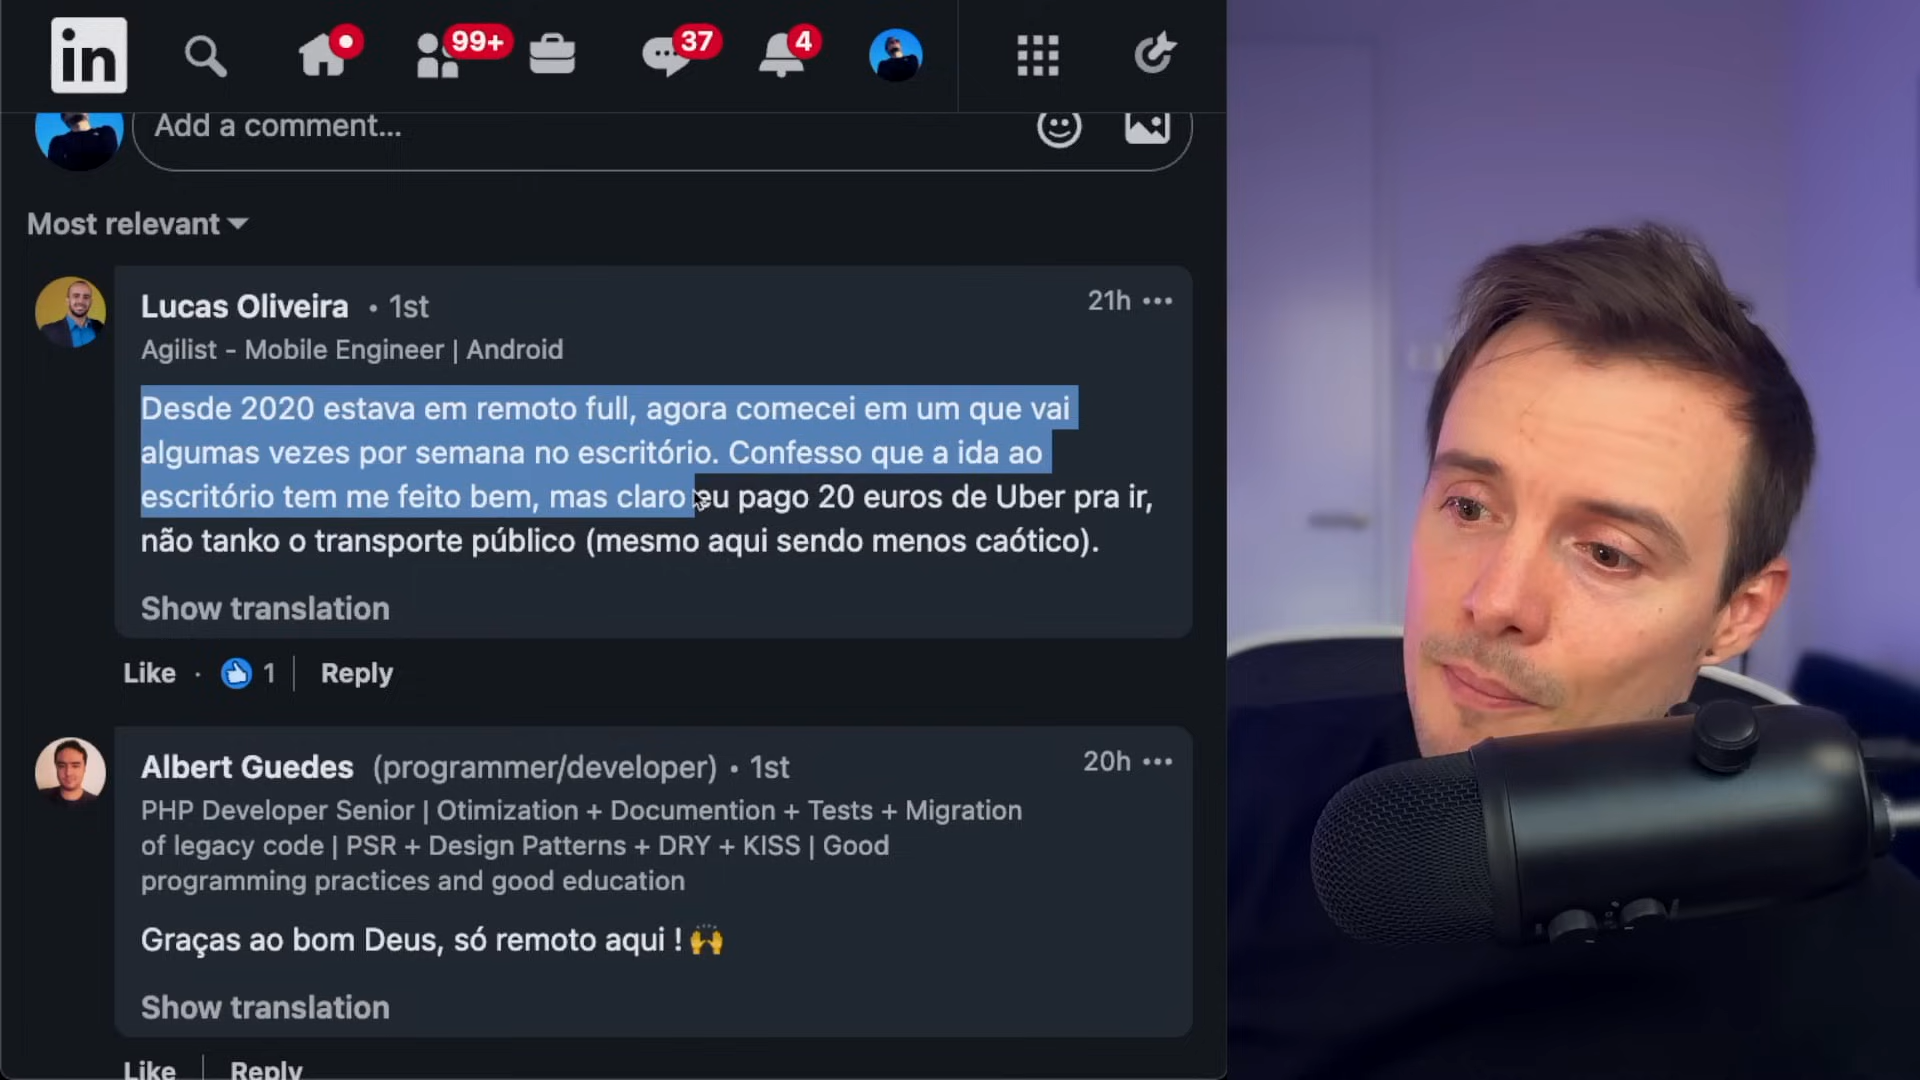 in
99+
37
4
Add a comment...
Most relevant
Lucas Oliveira • 1st
21h
Agilist - Mobile Engineer | Android
Desde 2020 estava em remoto full, agora comecei em um que vai
algumas vezes por semana no escritório. Confesso que a ida ao
escritório tem me feito bem, mas claro eu pago 20 euros de Uber pra ir,
não tanko o transporte público (mesmo aqui sendo menos caótico).
Show translation
Like · 1 | Reply
Albert Guedes (programmer/developer) • 1st
20h
PHP Developer Senior | Otimization + Documention + Tests + Migration
of legacy code | PSR + Design Patterns + DRY + KISS | Good
programming practices and good education
Graças ao bom Deus, só remoto aqui ! 🙌
Show translation
Like | Reply